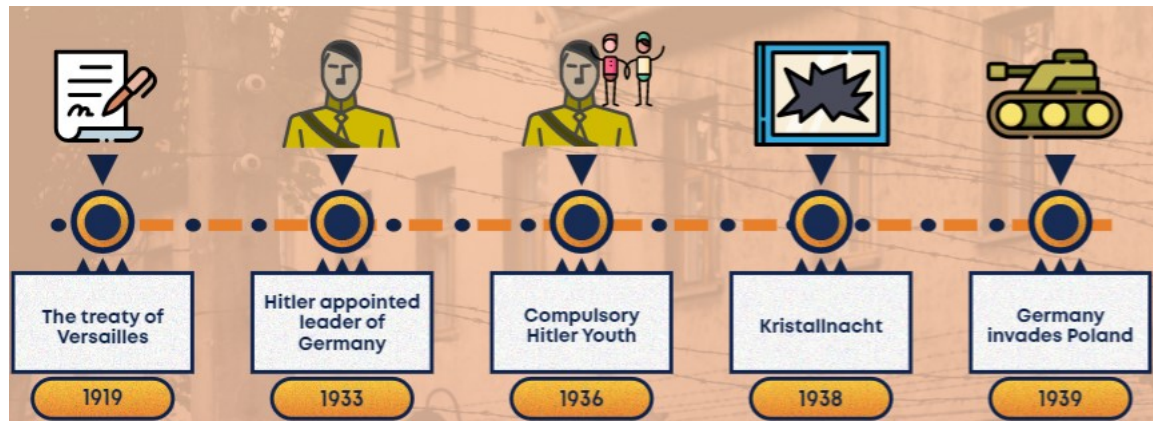 The treaty of
Versailles
1919
Hitler appointed
leader of
Germany
1933
Compulsory
Hitler Youth
1936
Kristallnacht
1938
Germany
invades Poland
1939